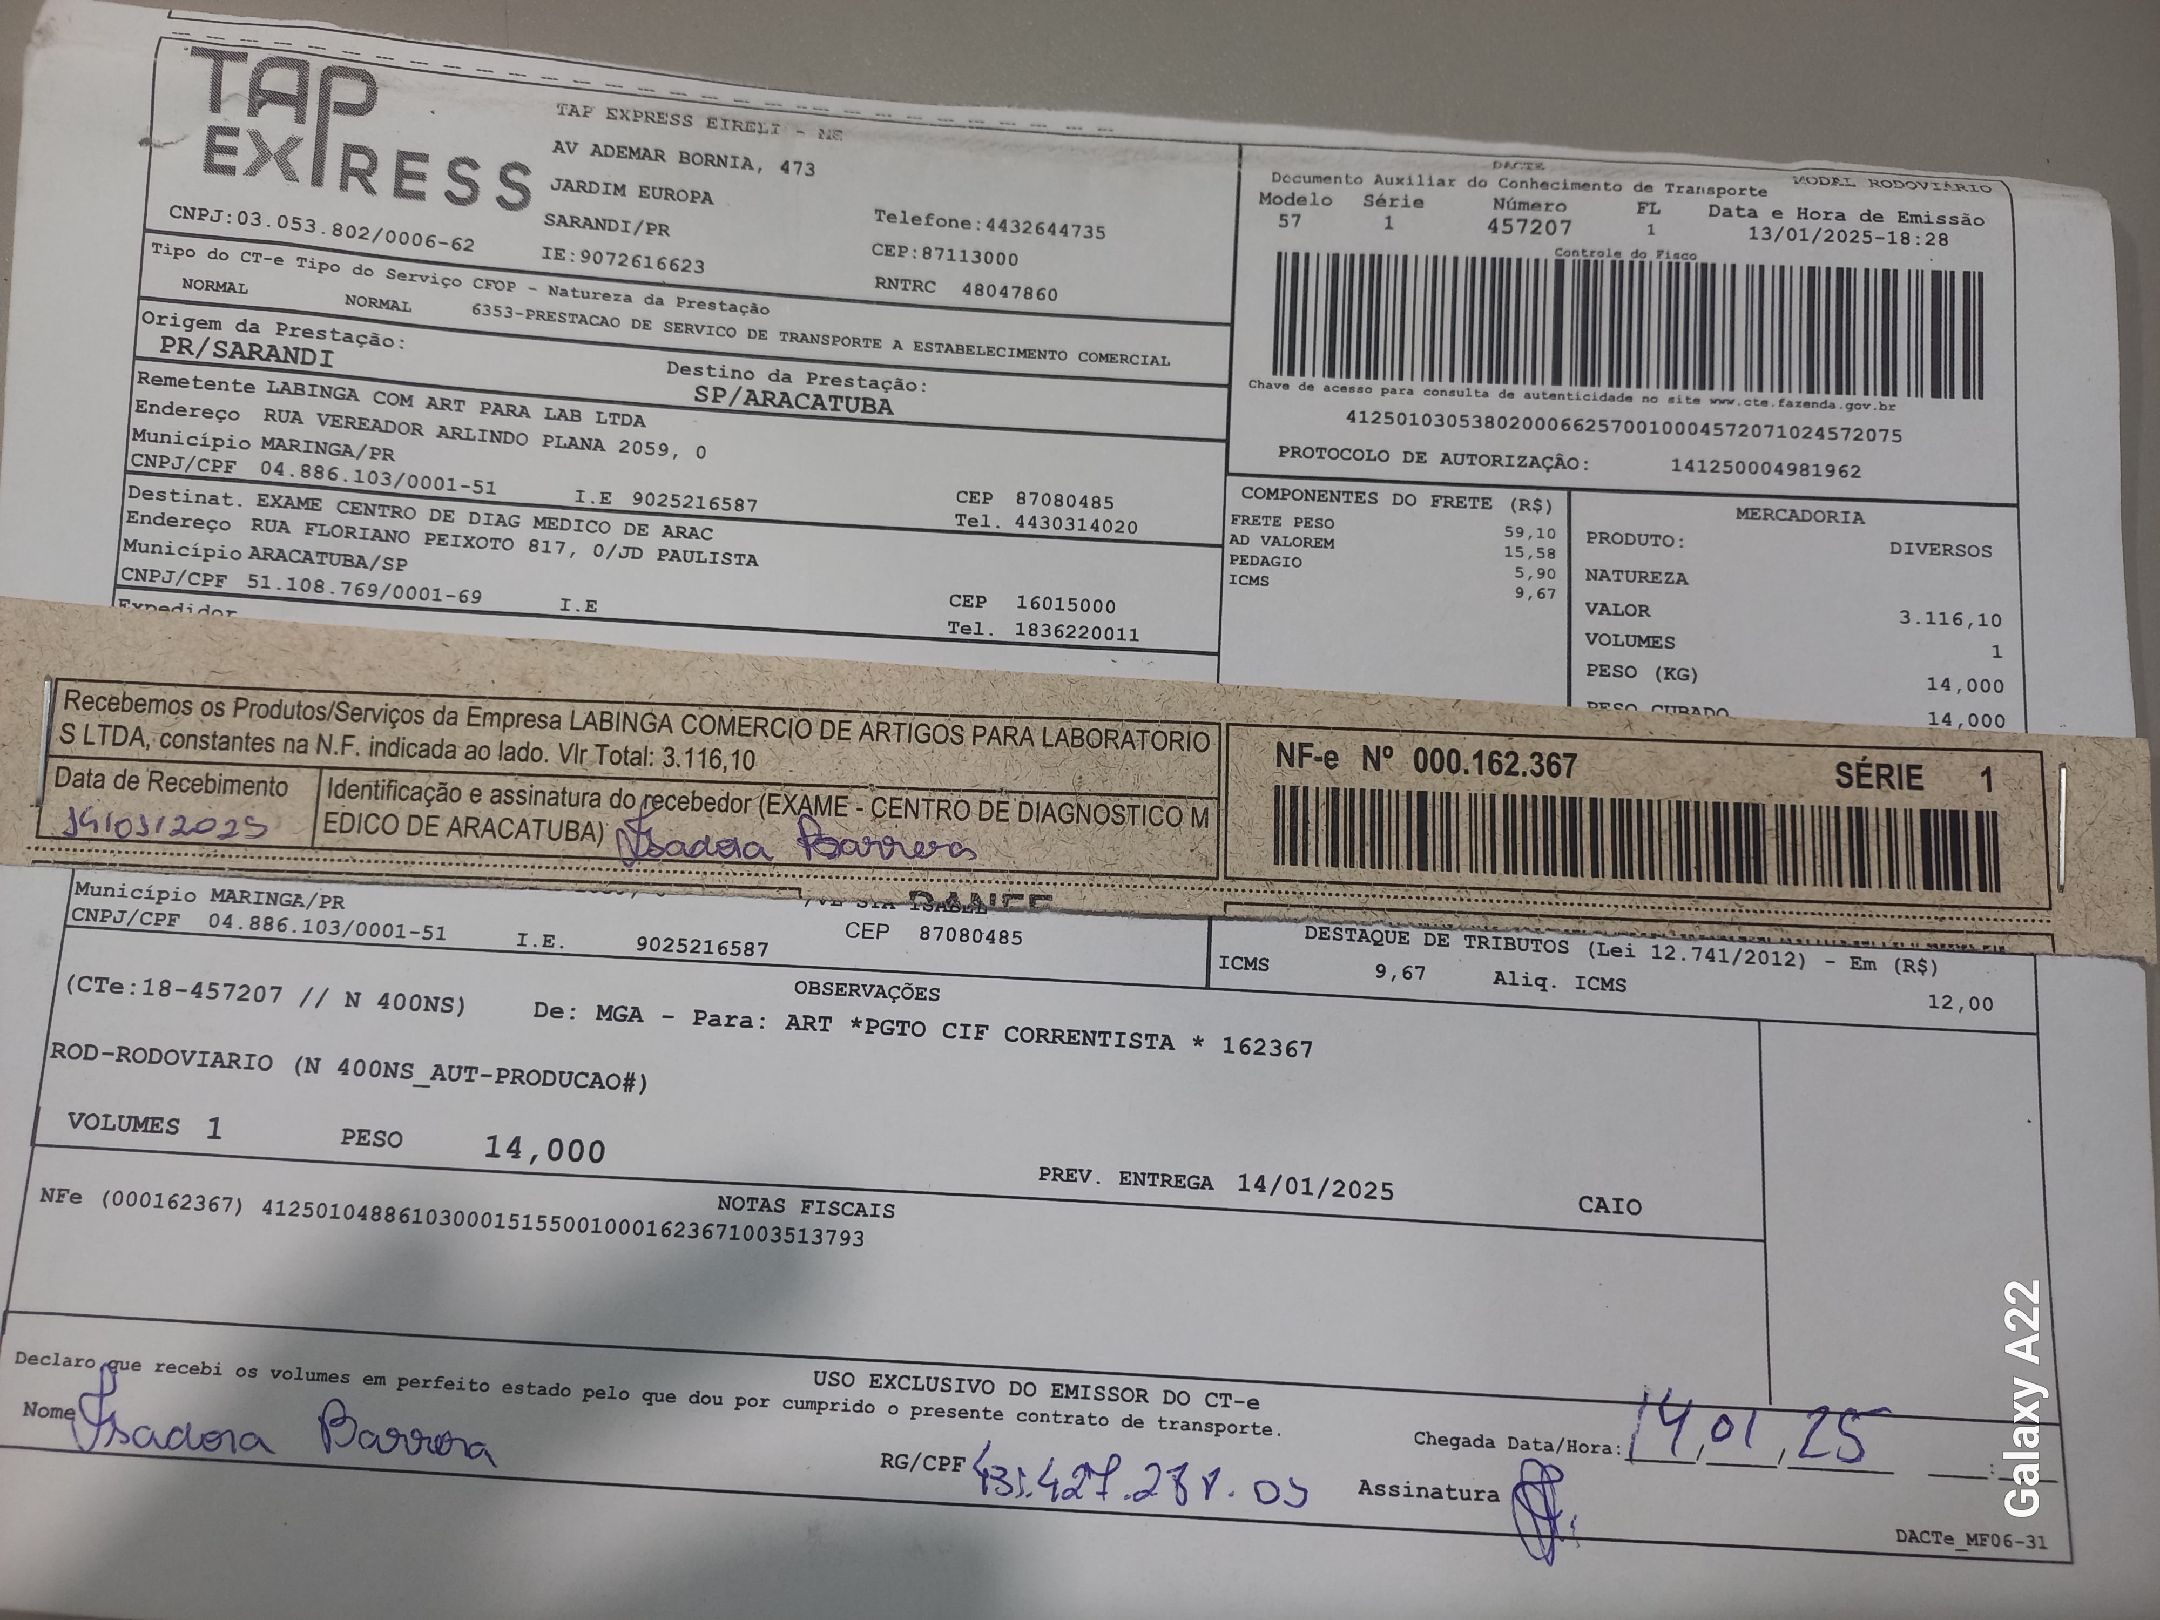 TAP EXPRESS
TAP EXPRESS EIRELI - NS
AV ADEMAR BORNIA, 473
JARDIM EUROPA
SARANDI/PR
Telefone:4432644735
CNPJ:03.053.802/0006-62
IE:9072616623
CEP:87113000
RNTRC 48047860
DACTE
MODAL RODOVIARIO
Documento Auxiliar do Conhecimento de Transporte
Modelo Série Número FL Data e Hora de Emissão
57 1 457207 1 13/01/2025-18:28
Controle do Fisco
Chave de acesso para consulta de autenticidade no site www.cte.fazenda.gov.br
41250103053802000662570010004572071024572075
PROTOCOLO DE AUTORIZAÇÃO: 141250004981962
Tipo do CT-e Tipo do Serviço CFOP - Natureza da Prestação
NORMAL NORMAL 6353-PRESTACAO DE SERVICO DE TRANSPORTE A ESTABELECIMENTO COMERCIAL
Origem da Prestação: Destino da Prestação:
PR/SARANDI SP/ARACATUBA
Remetente LABINGA COM ART PARA LAB LTDA
Endereço RUA VEREADOR ARLINDO PLANA 2059, 0
Município MARINGA/PR CEP 87080485
CNPJ/CPF 04.886.103/0001-51 I.E 9025216587 Tel. 4430314020
Destinat. EXAME CENTRO DE DIAG MEDICO DE ARAC
Endereço RUA FLORIANO PEIXOTO 817, 0/JD PAULISTA
Município ARACATUBA/SP CEP 16015000
CNPJ/CPF 51.108.769/0001-69 I.E Tel. 1836220011
Expedidor
COMPONENTES DO FRETE (R$)
FRETE PESO 59,10
AD VALOREM 15,58
PEDAGIO 5,90
ICMS 9,67
MERCADORIA
PRODUTO: DIVERSOS
NATUREZA
VALOR 3.116,10
VOLUMES 1
PESO (KG) 14,000
PESO CUBADO 14,000
Recebemos os Produtos/Serviços da Empresa LABINGA COMERCIO DE ARTIGOS PARA LABORATORIO
S LTDA, constantes na N.F. indicada ao lado. Vlr Total: 3.116,10
Data de Recebimento
14/01/2025
Identificação e assinatura do recebedor (EXAME - CENTRO DE DIAGNOSTICO M
EDICO DE ARACATUBA) Isadora Barrera
NF-e Nº 000.162.367 SÉRIE 1
DANFE
Município MARINGA/PR CEP 87080485
CNPJ/CPF 04.886.103/0001-51 I.E. 9025216587
DESTAQUE DE TRIBUTOS (Lei 12.741/2012) - Em (R$)
ICMS 9,67 Aliq. ICMS 12,00
OBSERVAÇÕES
(CTe:18-457207 // N 400NS) De: MGA - Para: ART *PGTO CIF CORRENTISTA * 162367
ROD-RODOVIARIO (N 400NS_AUT-PRODUCAO#)
VOLUMES 1 PESO 14,000
PREV. ENTREGA 14/01/2025 CAIO
NOTAS FISCAIS
NFe (000162367) 41250104886103000151550010001623671003513793
USO EXCLUSIVO DO EMISSOR DO CT-e
Declaro que recebi os volumes em perfeito estado pelo que dou por cumprido o presente contrato de transporte.
Nome Isadora Barrera
RG/CPF 431.427.281.05
Chegada Data/Hora: 14,01,25 :
Assinatura
DACTe_MF06-31
Galaxy A22